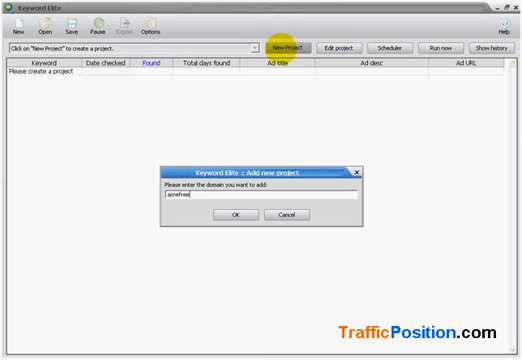 Keyword Elite
New Open Save Pause Export Options Help
Click on "New Project" to create a project. New Project Edit project Scheduler Run now Show history
Keyword Date checked Found Total days found Ad title Ad desc Ad URL
Please create a project
Keyword Elite :: Add new project
Please enter the domain you want to add:
acnefree
OK Cancel
TrafficPosition.com